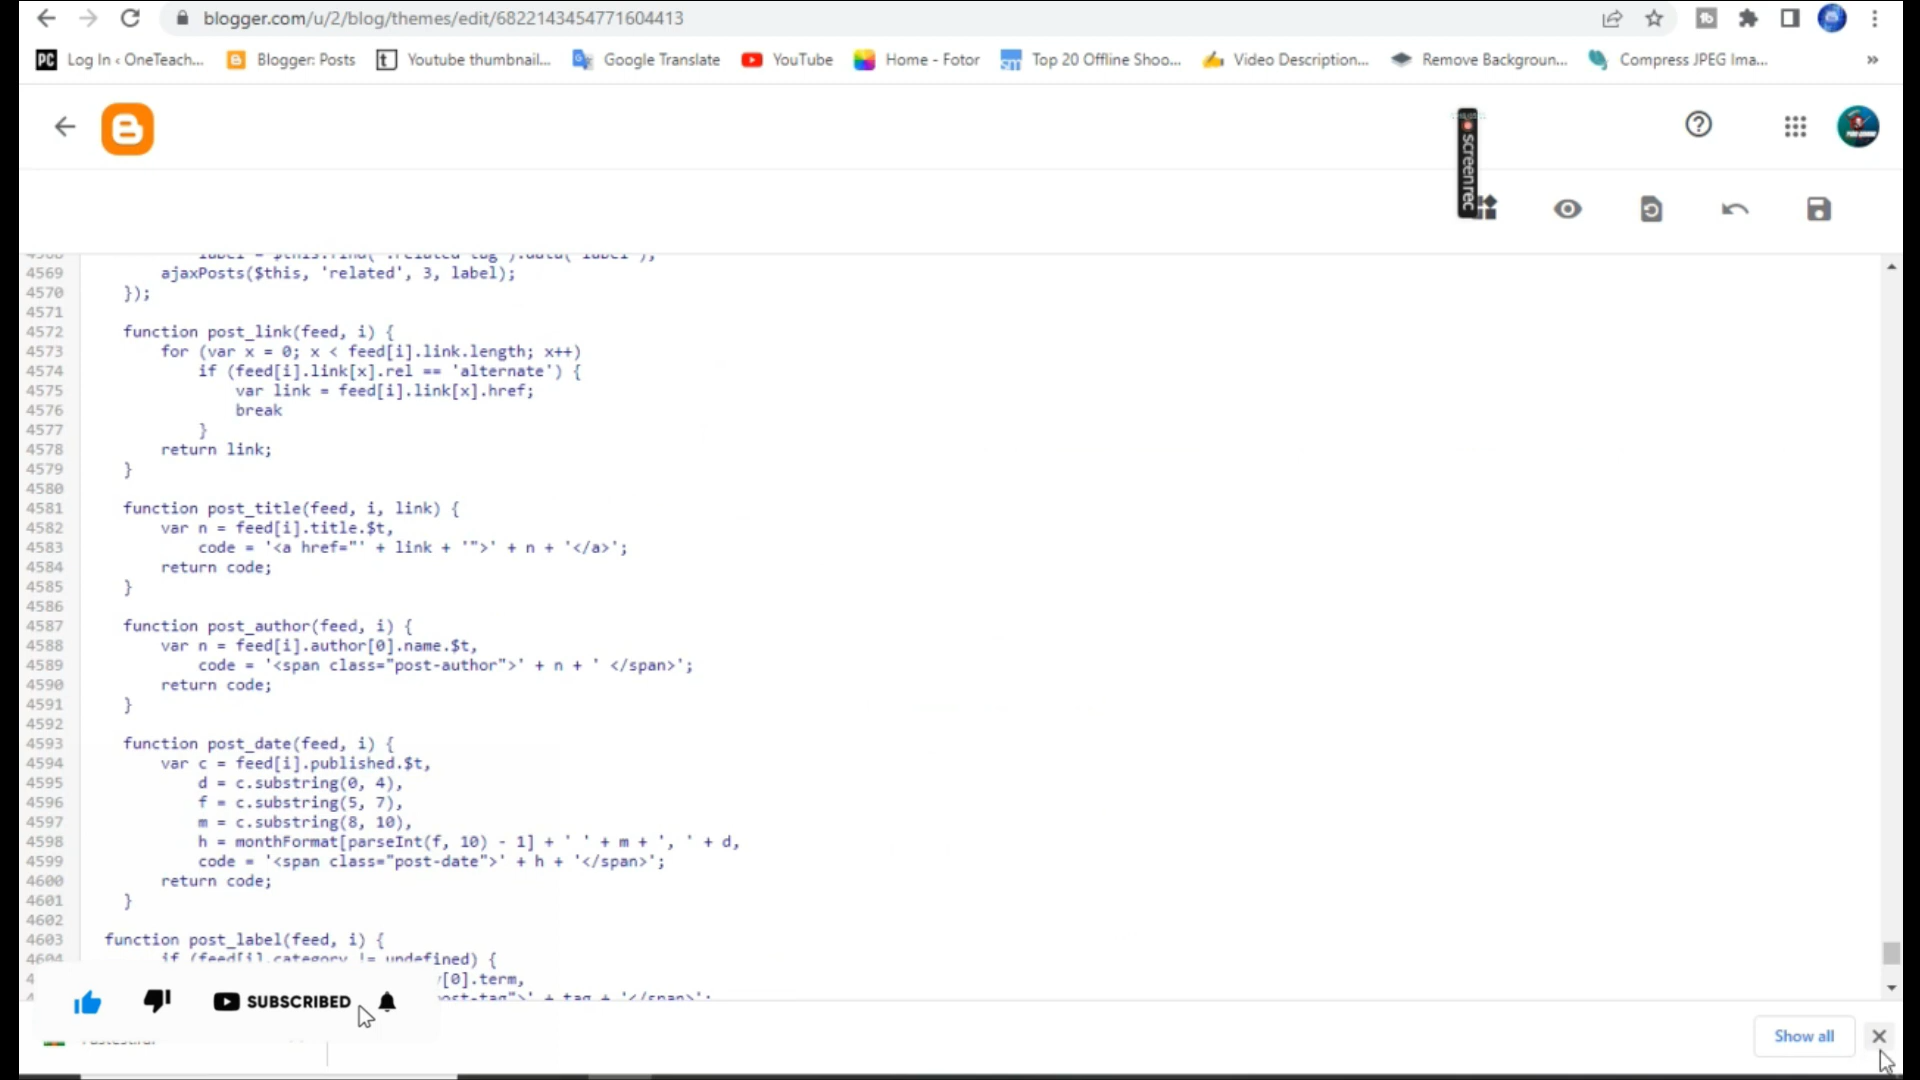 blogger.com/u/2/blog/themes/edit/6822143454771604413
PC Log In ‹ OneTeach... Blogger: Posts t Youtube thumbnail... Google Translate YouTube Home - Fotor Top 20 Offline Shoo... Video Description... Remove Backgroun... Compress JPEG Ima... »
screenrec
4569 ajaxPosts($this, 'related', 3, label);
4570 });
4571
4572 function post_link(feed, i) {
4573 for (var x = 0; x < feed[i].link.length; x++)
4574 if (feed[i].link[x].rel == 'alternate') {
4575 var link = feed[i].link[x].href;
4576 break
4577 }
4578 return link;
4579 }
4580
4581 function post_title(feed, i, link) {
4582 var n = feed[i].title.$t,
4583 code = '<a href="' + link + '">' + n + '</a>';
4584 return code;
4585 }
4586
4587 function post_author(feed, i) {
4588 var n = feed[i].author[0].name.$t,
4589 code = '<span class="post-author">' + n + ' </span>';
4590 return code;
4591 }
4592
4593 function post_date(feed, i) {
4594 var c = feed[i].published.$t,
4595 d = c.substring(0, 4),
4596 f = c.substring(5, 7),
4597 m = c.substring(8, 10),
4598 h = monthFormat[parseInt(f, 10) - 1] + ' ' + m + ', ' + d,
4599 code = '<span class="post-date">' + h + '</span>';
4600 return code;
4601 }
4602
4603 function post_label(feed, i) {
4604 if (feed[i].category != undefined) {
[0].term,
post-tag">' + tag + '</span>';
SUBSCRIBED
Show all